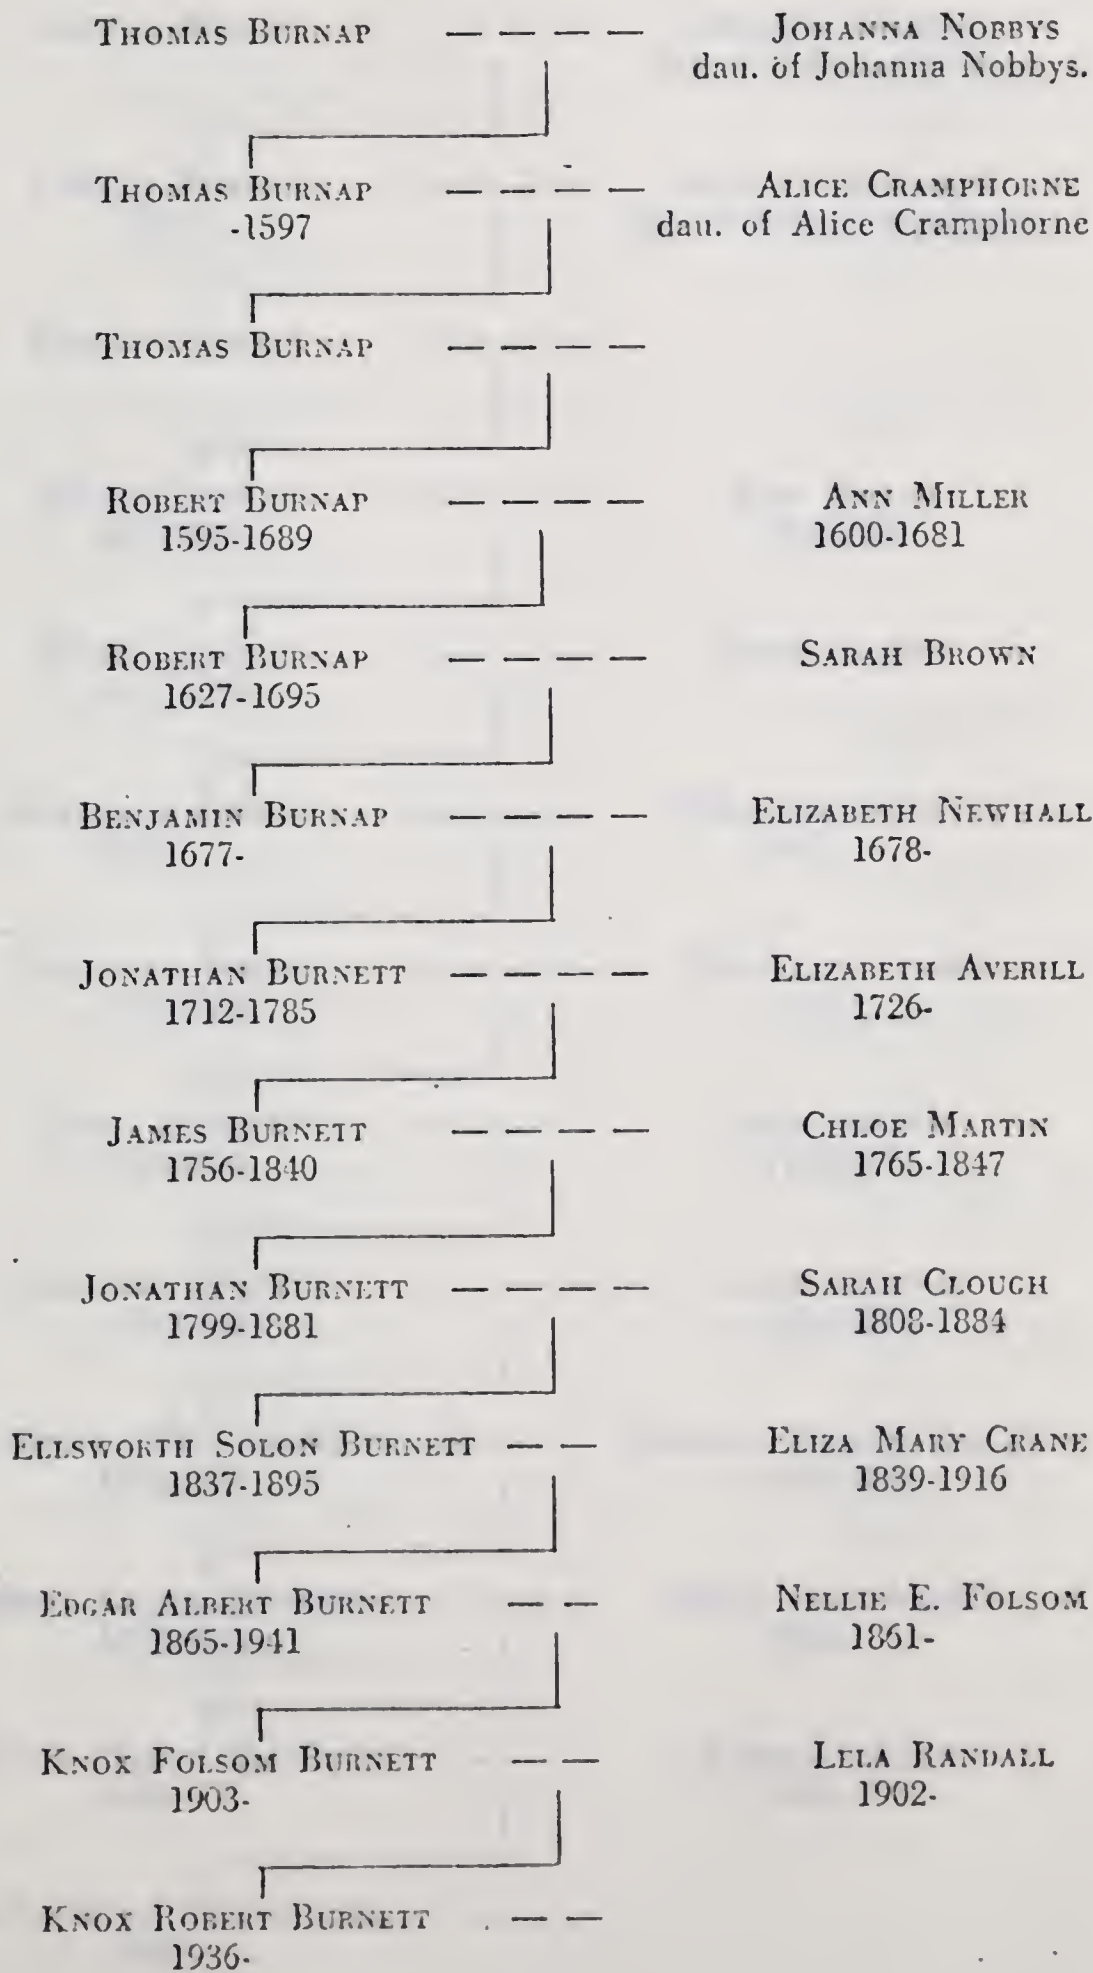 THOMAS BURNAP — — — — JOHANNA NOBBYS
dau. of Johanna Nobbys.
THOMAS BURNAP — — — — ALICE CRAMPHORNE
-1597 dau. of Alice Cramphorne
THOMAS BURNAP — — — —
ROBERT BURNAP — — — — ANN MILLER
1595-1689 1600-1681
ROBERT BURNAP — — — — SARAH BROWN
1627-1695
BENJAMIN BURNAP — — — — ELIZABETH NEWHALL
1677- 1678-
JONATHAN BURNETT — — — — ELIZABETH AVERILL
1712-1785 1726-
JAMES BURNETT — — — — CHLOE MARTIN
1756-1840 1765-1847
JONATHAN BURNETT — — — — SARAH CLOUGH
1799-1881 1808-1884
ELLSWORTH SOLON BURNETT — — ELIZA MARY CRANE
1837-1895 1839-1916
EDGAR ALBERT BURNETT — — NELLIE E. FOLSOM
1865-1941 1861-
KNOX FOLSOM BURNETT — — LELA RANDALL
1903- 1902-
KNOX ROBERT BURNETT — —
1936-